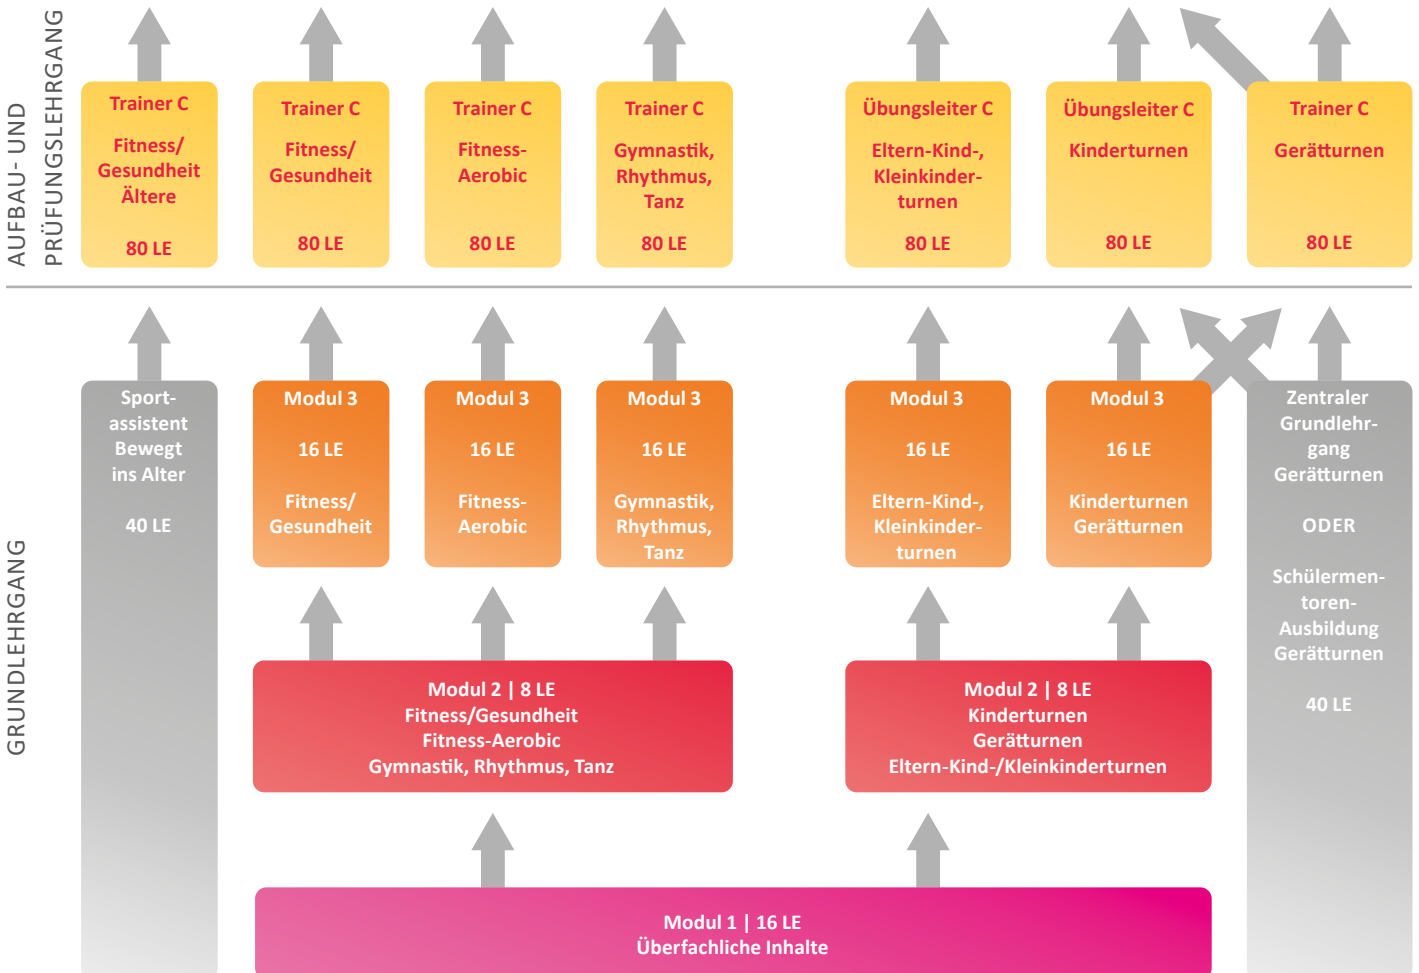 AUFBAU- UND
PRÜFUNGSLEHRGANG
Trainer C
Fitness/
Gesundheit
Ältere
80 LE
Trainer C
Fitness/
Gesundheit
80 LE
Trainer C
Fitness-
Aerobic
80 LE
Trainer C
Gymnastik,
Rhythmus,
Tanz
80 LE
Übungsleiter C
Eltern-Kind-,
Kleinkinder-
turnen
80 LE
Übungsleiter C
Kinderturnen
80 LE
Trainer C
Gerätturnen
80 LE
GRUNDLEHRGANG
Sport-
assistent
Bewegt
ins Alter
40 LE
Modul 3
16 LE
Fitness/
Gesundheit
Modul 3
16 LE
Fitness-
Aerobic
Modul 3
16 LE
Gymnastik,
Rhythmus,
Tanz
Modul 3
16 LE
Eltern-Kind-,
Kleinkinder-
turnen
Modul 3
16 LE
Kinderturnen
Gerätturnen
Zentraler
Grundlehr-
gang
Gerätturnen
ODER
Schülermen-
toren-
Ausbildung
Gerätturnen
40 LE
Modul 2 | 8 LE
Fitness/Gesundheit
Fitness-Aerobic
Gymnastik, Rhythmus, Tanz
Modul 2 | 8 LE
Kinderturnen
Gerätturnen
Eltern-Kind-/Kleinkinderturnen
Modul 1 | 16 LE
Überfachliche Inhalte